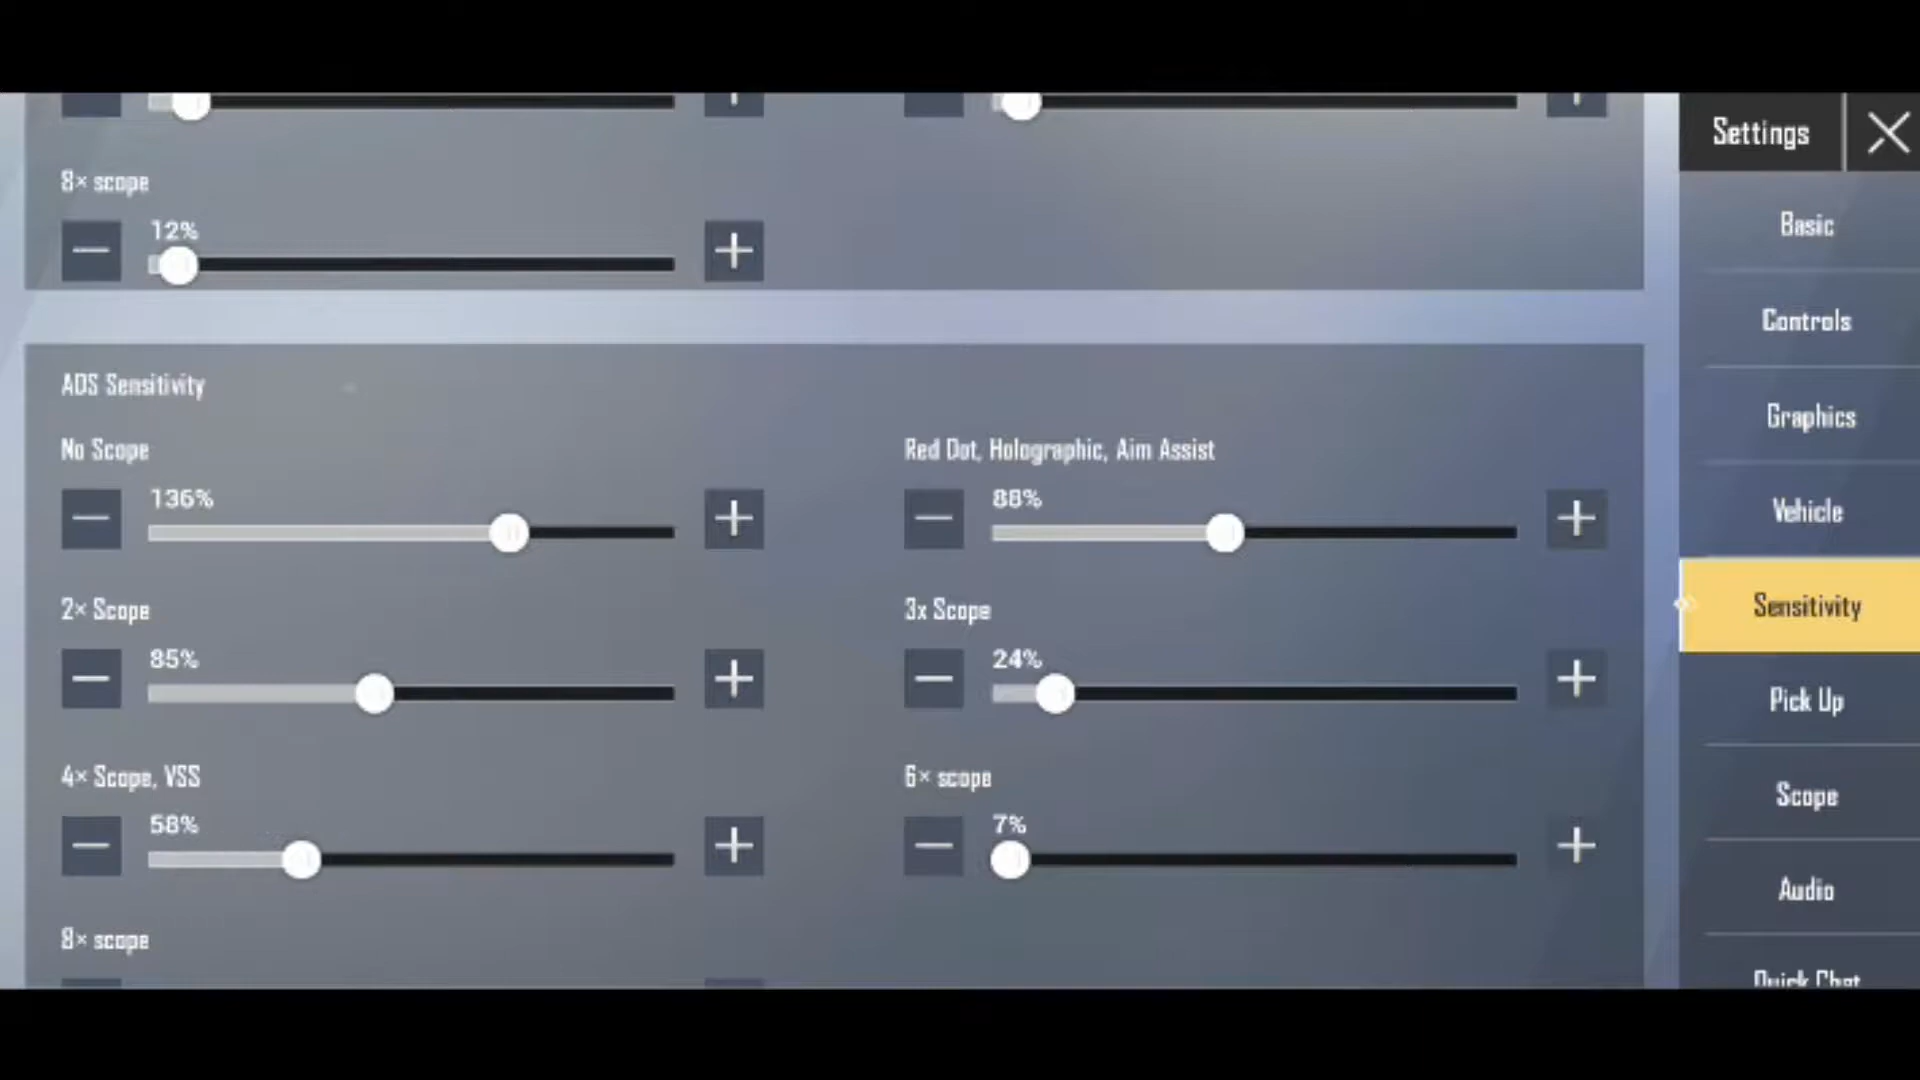 Settings
8× scope
12%
Basic
Controls
ADS Sensitivity
Graphics
No Scope
Red Dot, Holographic, Aim Assist
136%
88%
Vehicle
2× Scope
3x Scope
Sensitivity
85%
24%
Pick Up
4× Scope, VSS
6× scope
Scope
58%
7%
Audio
8× scope
Quick Chat